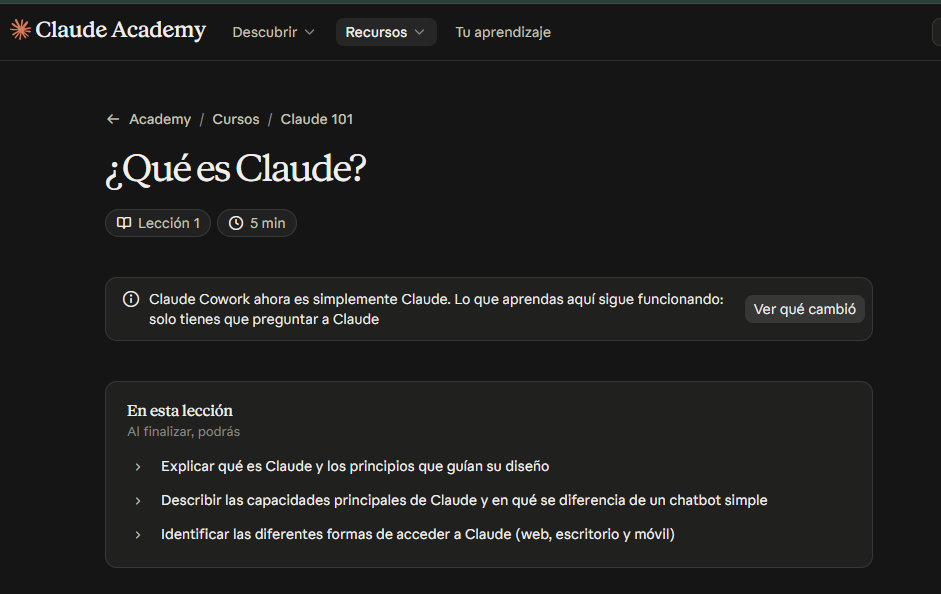 Claude Academy
Descubrir
Recursos
Tu aprendizaje
← Academy / Cursos / Claude 101
¿Qué es Claude?
Lección 1
5 min
Claude Cowork ahora es simplemente Claude. Lo que aprendas aquí sigue funcionando:
solo tienes que preguntar a Claude
Ver qué cambió
En esta lección
Al finalizar, podrás
Explicar qué es Claude y los principios que guían su diseño
Describir las capacidades principales de Claude y en qué se diferencia de un chatbot simple
Identificar las diferentes formas de acceder a Claude (web, escritorio y móvil)